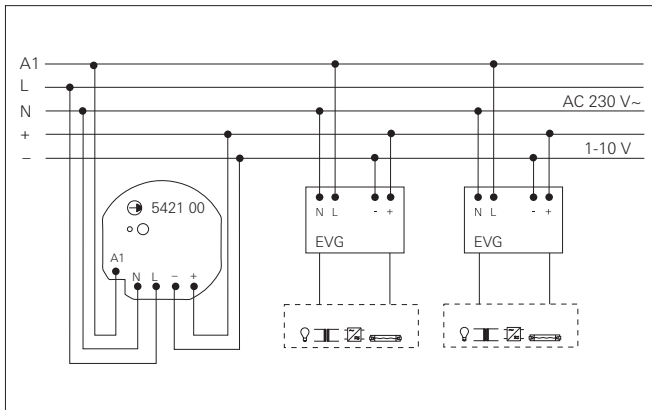 A1
L
N
AC 230 V~
+
−
1-10 V
5421 00
A1
N L − +
N L - +
EVG
N L - +
EVG